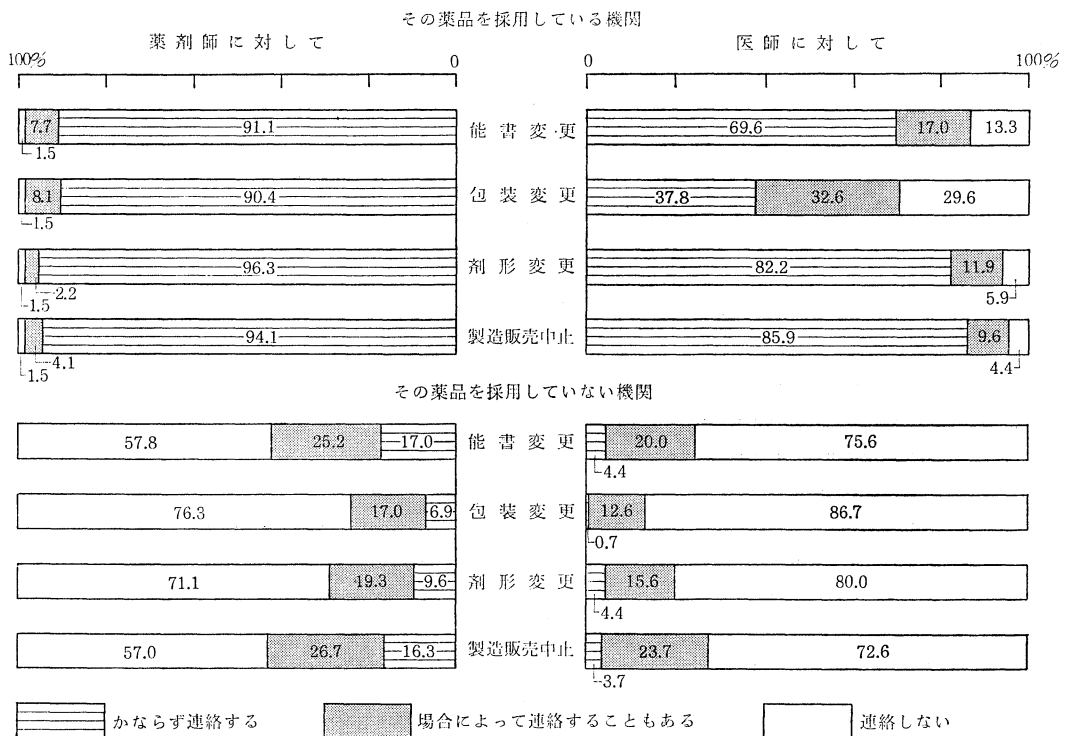 その薬品を採用している機関
薬剤師に対して 医師に対して
100% 0 0 100%
7.7 91.1 能書変更 69.6 17.0 13.3
1.5
8.1 90.4 包装変更 37.8 32.6 29.6
1.5
96.3 剤形変更 82.2 11.9
1.5 2.2 5.9
94.1 製造販売中止 85.9 9.6
1.5 4.1 4.4
その薬品を採用していない機関
57.8 25.2 17.0 能書変更 20.0 75.6
4.4
76.3 17.0 6.9 包装変更 12.6 86.7
0.7
71.1 19.3 9.6 剤形変更 15.6 80.0
4.4
57.0 26.7 16.3 製造販売中止 23.7 72.6
3.7
かならず連絡する 場合によって連絡することもある 連絡しない